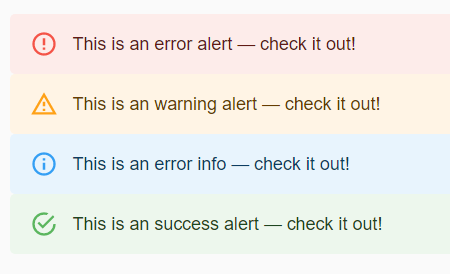 This is an error alert — check it out!
This is an warning alert — check it out!
This is an error info — check it out!
This is an success alert — check it out!